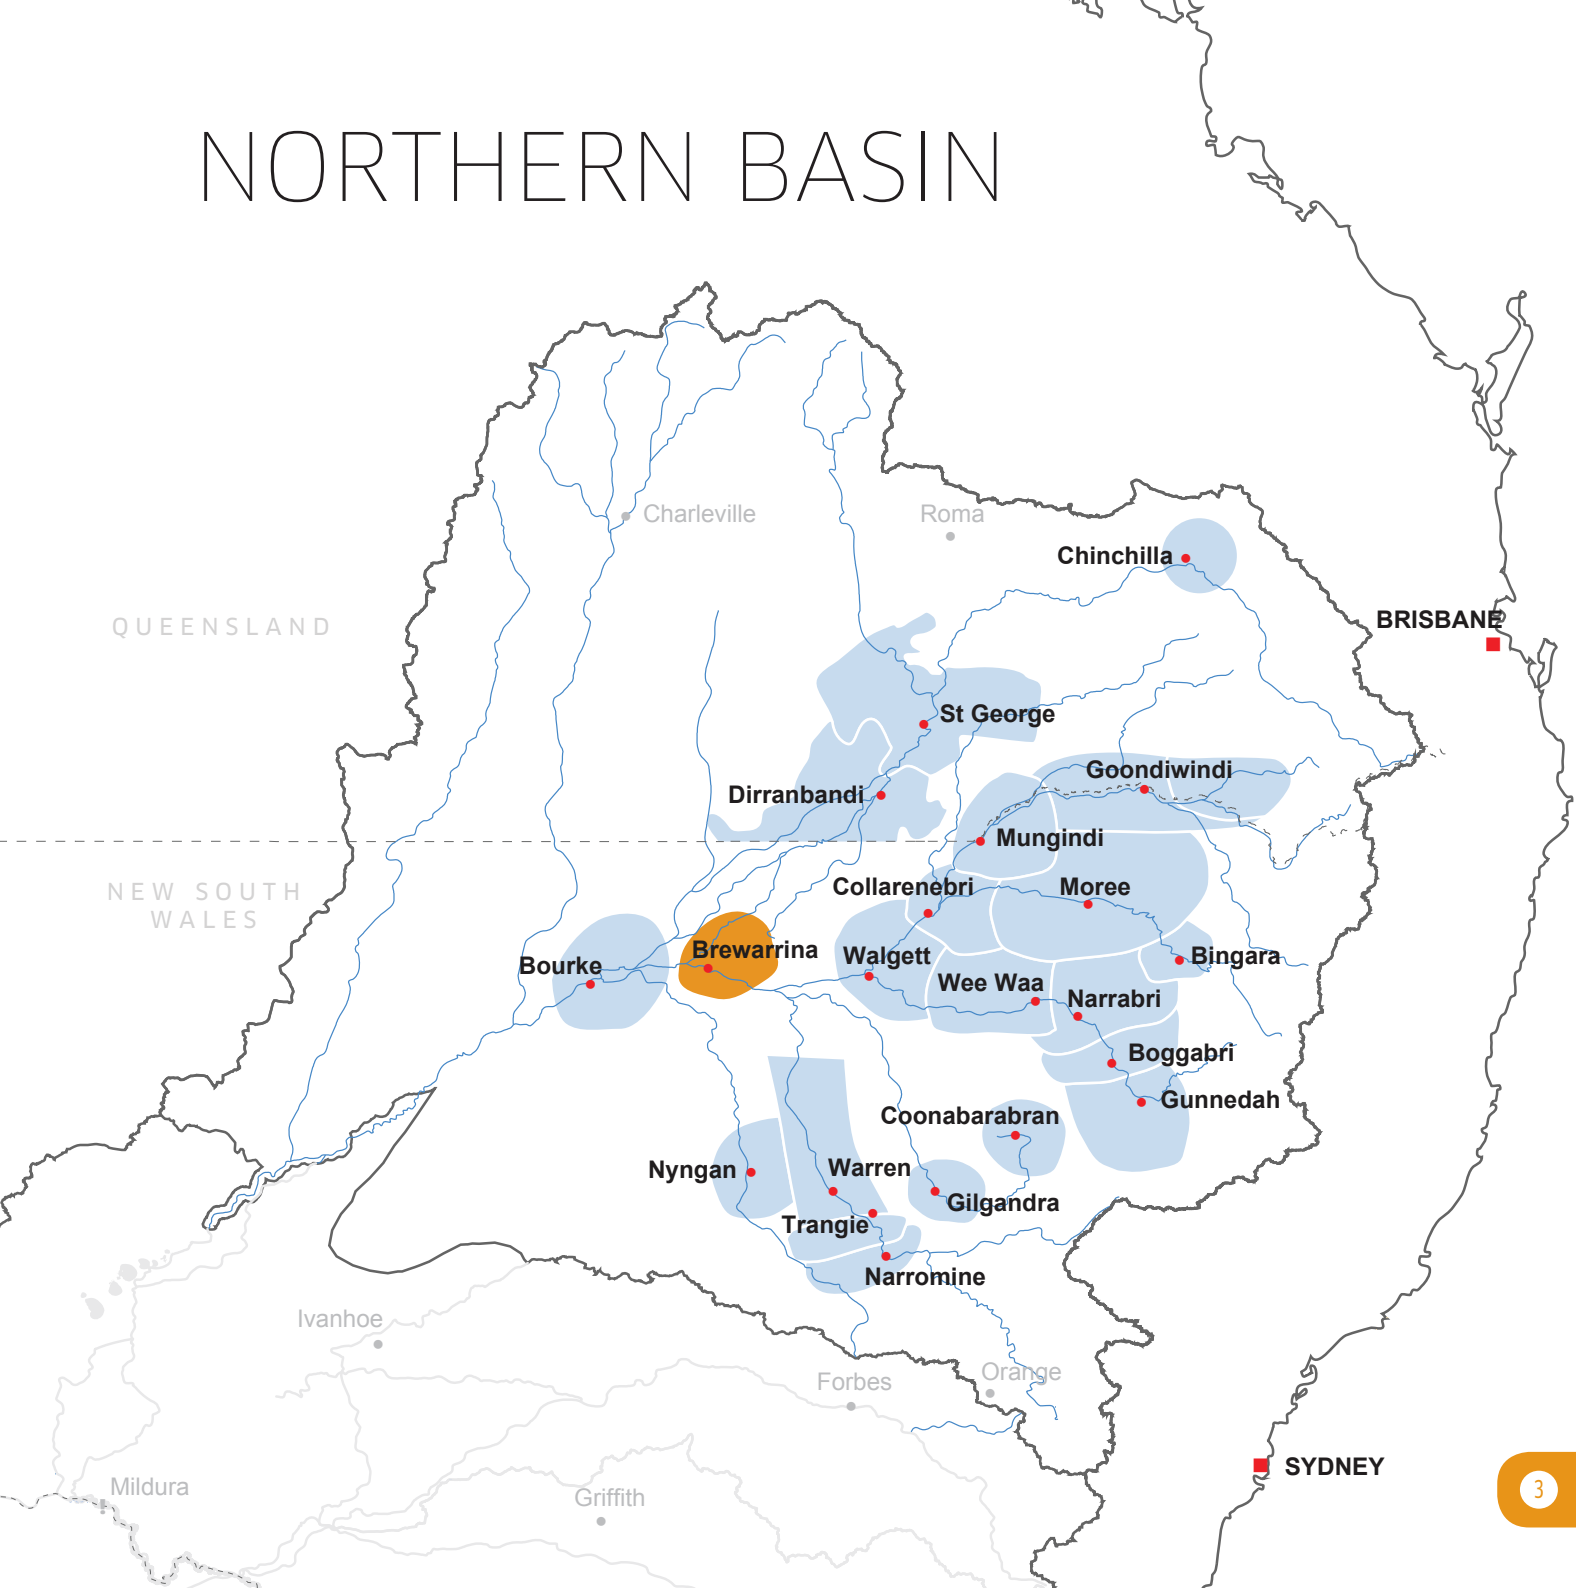 NORTHERN BASIN
Charleville
Roma
Chinchilla
QUEENSLAND
BRISBANE
St George
Goondiwindi
Dirranbandi
Mungindi
NEW SOUTH
WALES
Collarenebri
Moree
Brewarrina
Bourke
Walgett
Bingara
Wee Waa
Narrabri
Boggabri
Gunnedah
Coonabarabran
Nyngan
Warren
Gilgandra
Trangie
Narromine
Ivanhoe
Forbes
Orange
SYDNEY
Mildura
Griffith
3